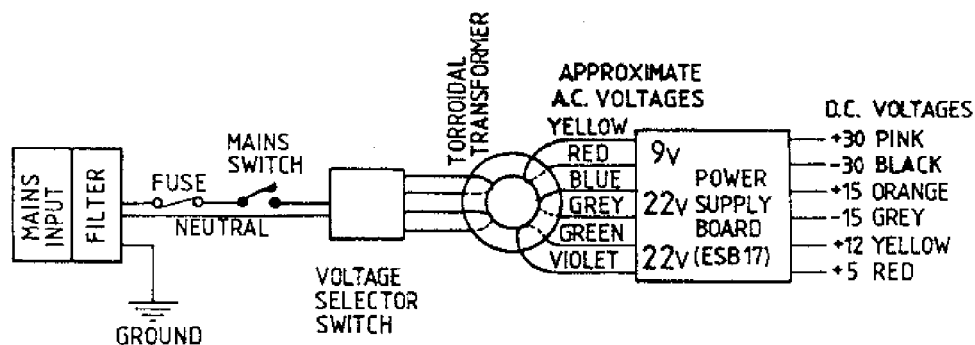 MAINS
INPUT
FILTER
GROUND
FUSE
NEUTRAL
MAINS
SWITCH
VOLTAGE
SELECTOR
SWITCH
TORROIDAL
TRANSFORMER
APPROXIMATE
A.C. VOLTAGES
YELLOW
RED
BLUE
GREY
GREEN
VIOLET
9V
22V
22V
POWER
SUPPLY
BOARD
(ESB17)
D.C. VOLTAGES
+30 PINK
-30 BLACK
+15 ORANGE
-15 GREY
+12 YELLOW
+5 RED